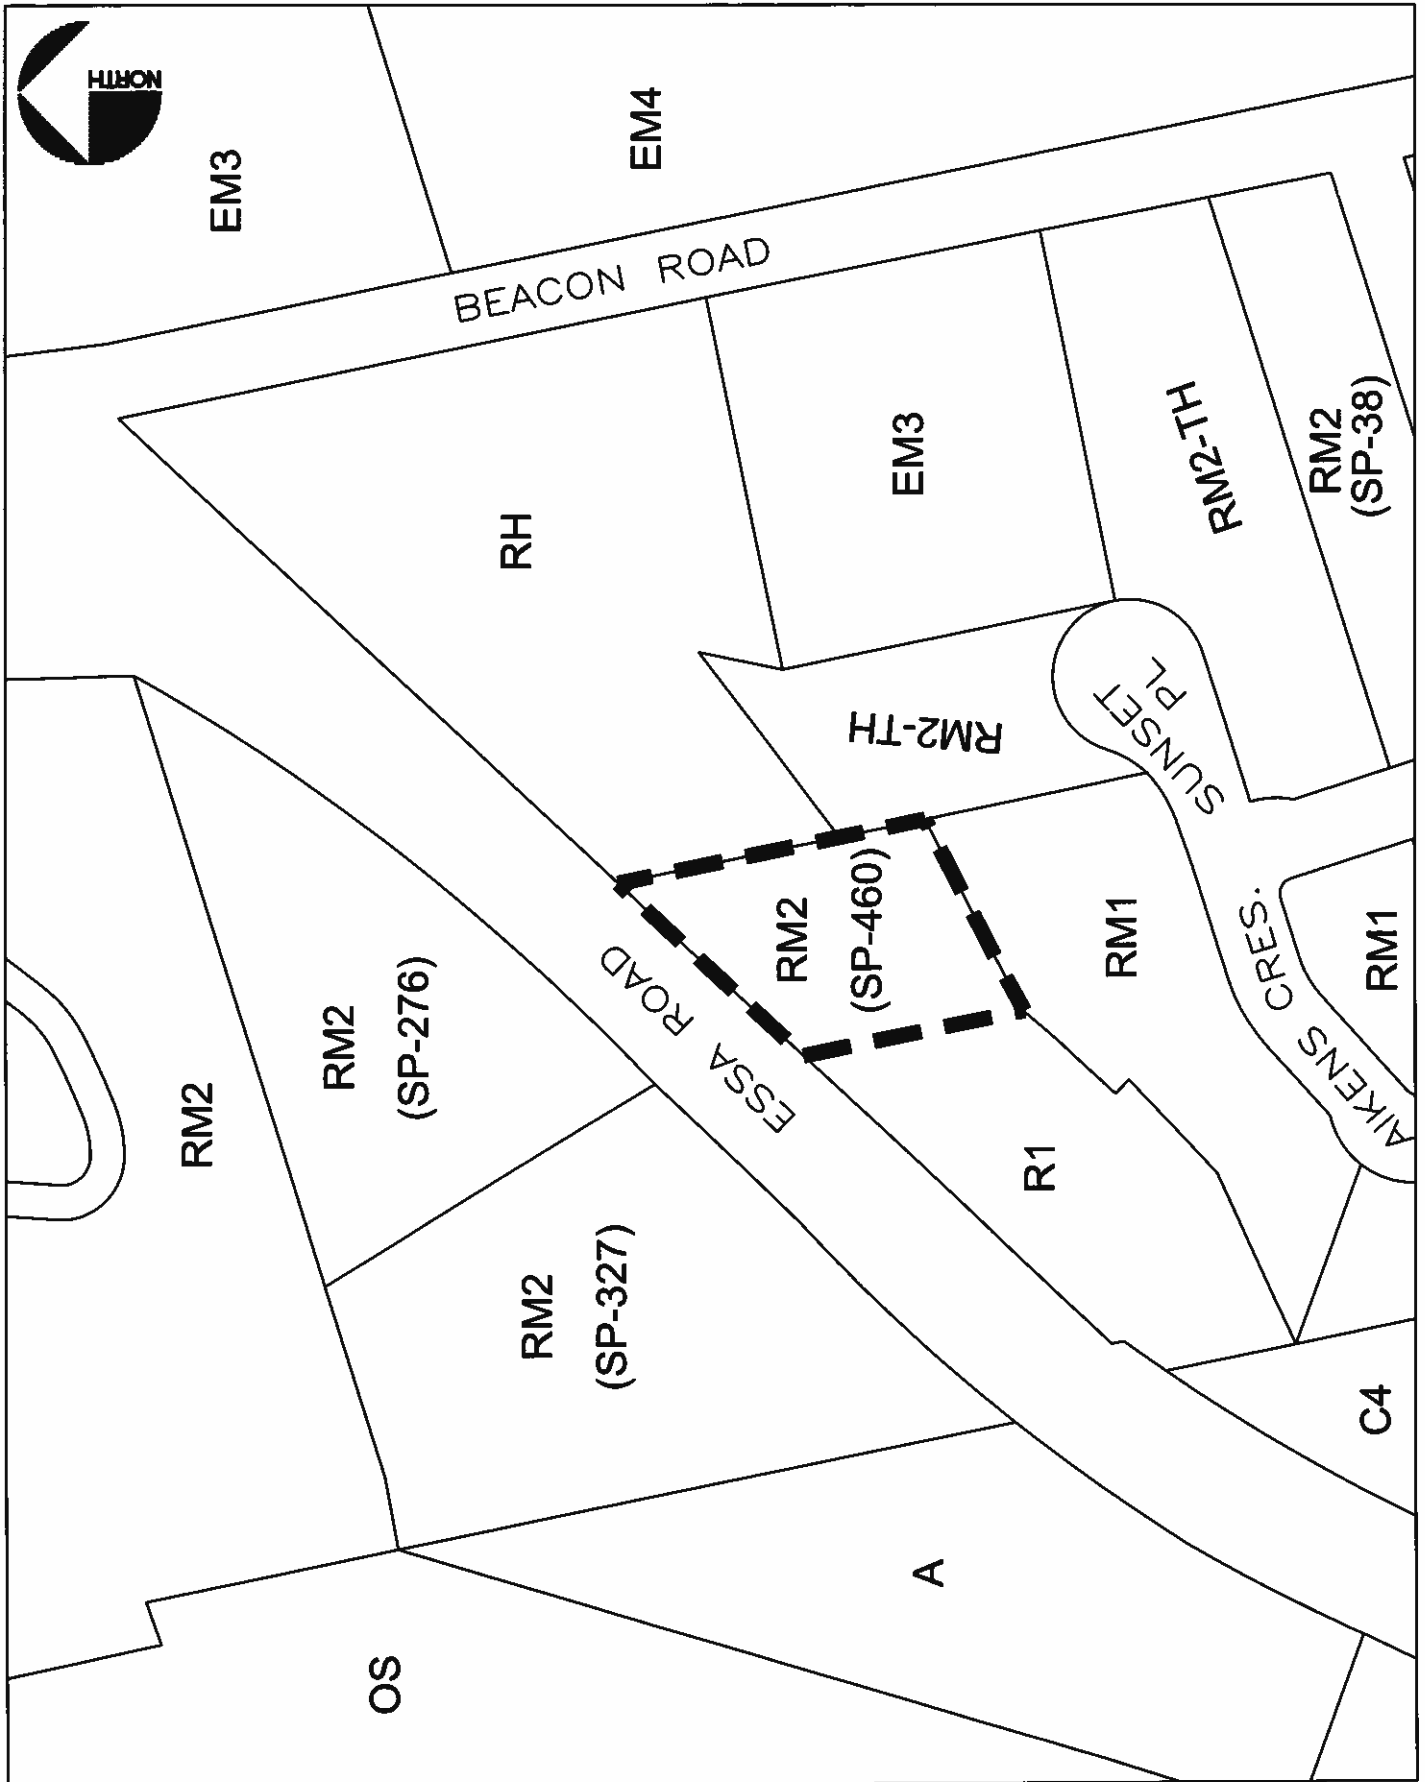 NORTH
EM3
EM4
BEACON ROAD
RH
EM3
RM2-TH
RM2
(SP-38)
RM2-TH
SUNSET
PL
RM2
(SP-460)
RM1
AIKENS CRES.
RM1
ESSA ROAD
RM2
(SP-276)
RM2
R1
RM2
(SP-327)
C4
A
OS